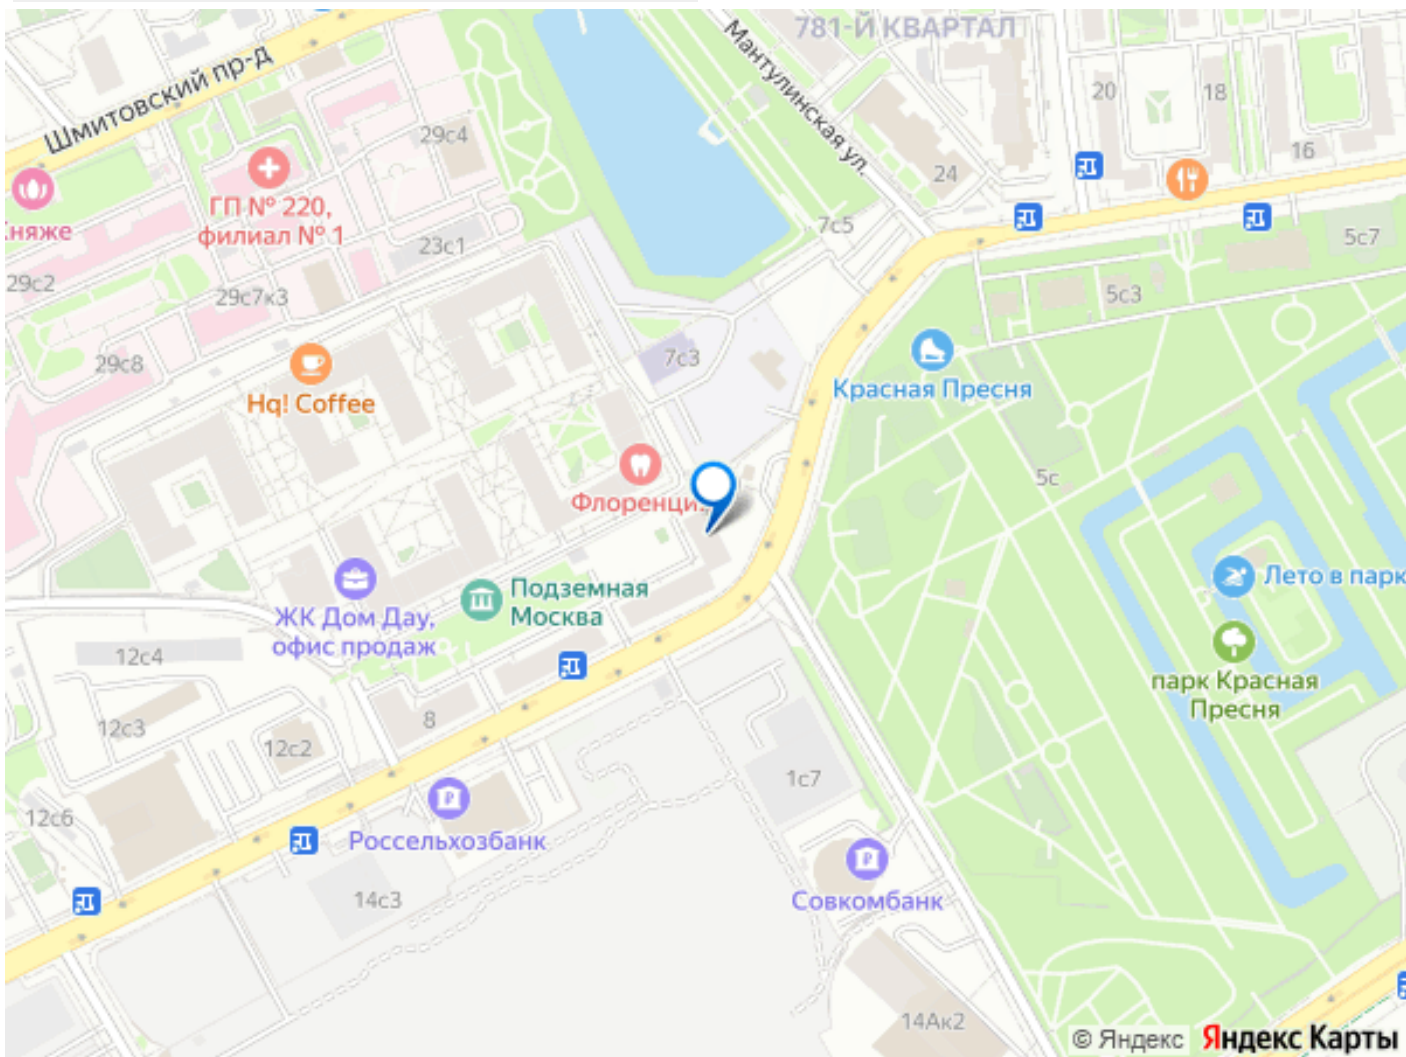 781-Й КВАРТАЛ
Мантулинская ул.
Шмитовский пр-д
20
18
16
29с4
24
ГП № 220,
филиал № 1
23с1
7с5
5с7
29с2
29с7к3
5с3
29с8
7с3
Hq! Coffee
Красная Пресня
5с
Флоренци
Подземная
Москва
ЖК Дом Дау,
офис продаж
Лето в парк
12с4
парк Красная
Пресня
12с3
8
12с2
1с7
12с6
Россельхозбанк
14с3
Совкомбанк
14Ак2
© Яндекс Яндекс Карты